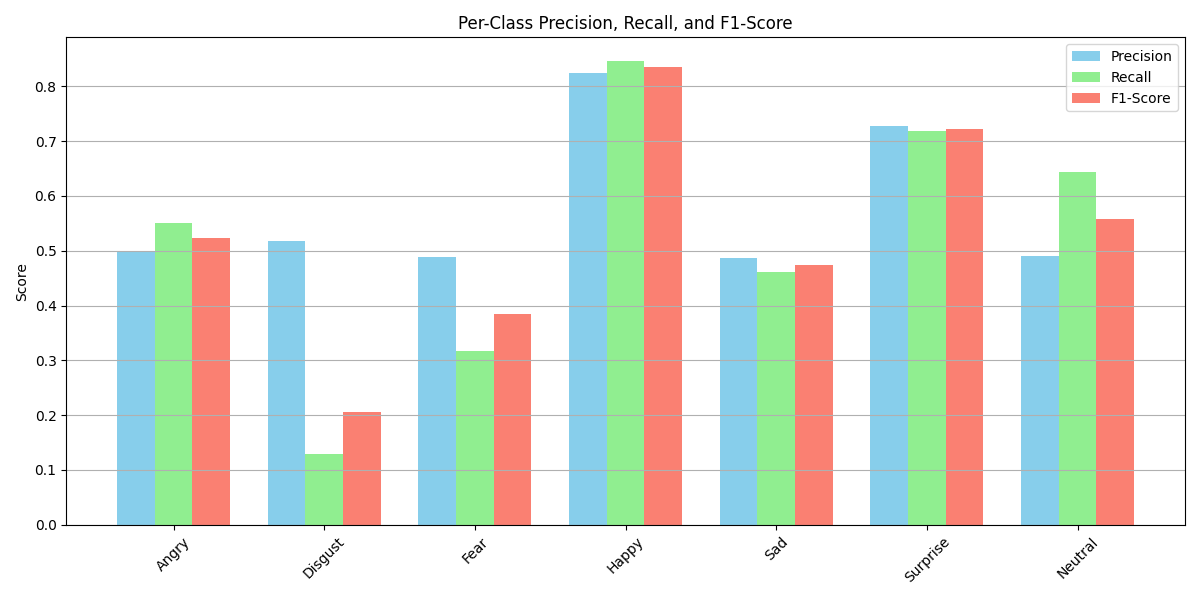 Per-Class Precision, Recall, and F1-Score
Precision
Recall
F1-Score
Score
0.8
0.7
0.6
0.5
0.4
0.3
0.2
0.1
0.0
Angry
Disgust
Fear
Happy
Sad
Surprise
Neutral